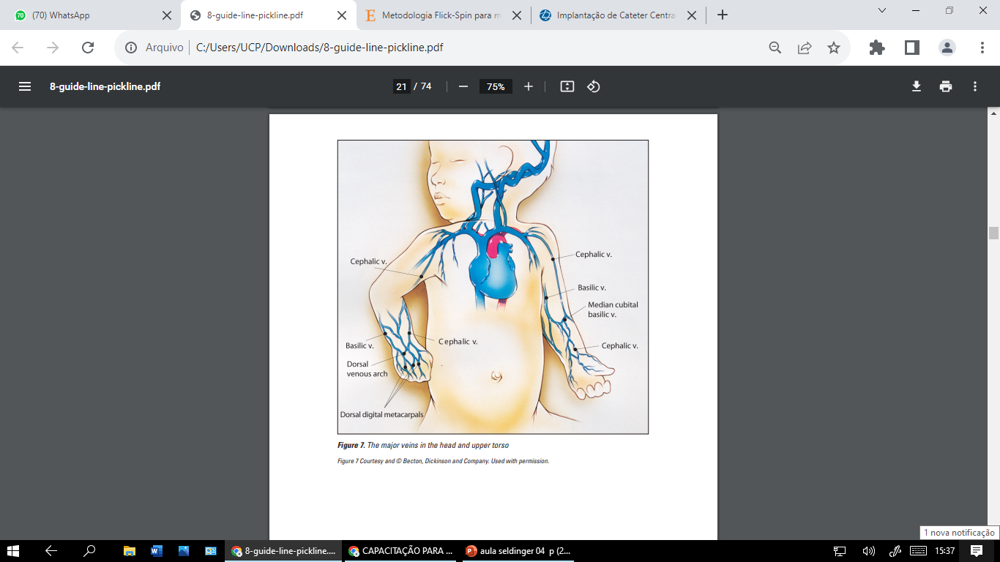 (70) WhatsApp
8-guide-line-pickline.pdf
Metodologia Flick-Spin para m
Implantação de Cateter Centra
Arquivo
C:/Users/UCP/Downloads/8-guide-line-pickline.pdf
8-guide-line-pickline.pdf
21 / 74
75%
Cephalic v.
Cephalic v.
Basilic v.
Median cubital
basilic v.
Cephalic v.
Basilic v.
Cephalic v.
Dorsal
venous arch
Dorsal digital metacarpals
Figure 7. The major veins in the head and upper torso
Figure 7 Courtesy and © Becton, Dickinson and Company. Used with permission.
1 nova notificação
8-guide-line-pickline....
CAPACITAÇÃO PARA ...
aula seldinger 04 p (2...
15:37